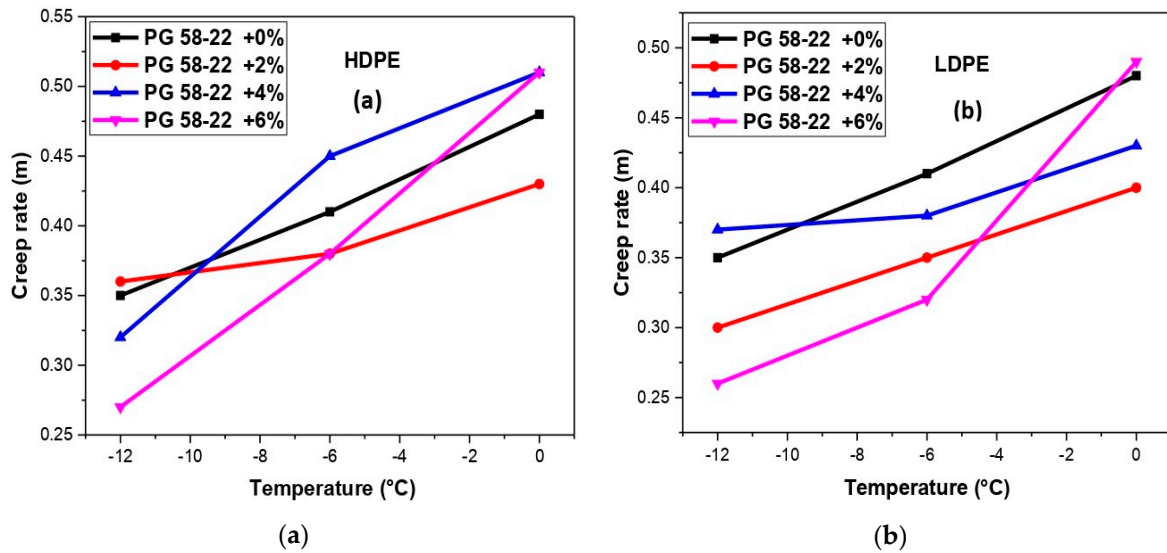 0.55
0.50
0.45
0.40
0.35
0.30
0.25
Creep rate (m)
PG 58-22 +0%
PG 58-22 +2%
PG 58-22 +4%
PG 58-22 +6%
HDPE
(a)
-12 -10 -8 -6 -4 -2 0
Temperature (°C)
(a)
0.50
0.45
0.40
0.35
0.30
0.25
Creep rate (m)
PG 58-22 +0%
PG 58-22 +2%
PG 58-22 +4%
PG 58-22 +6%
LDPE
(b)
-12 -10 -8 -6 -4 -2 0
Temperature (°C)
(b)